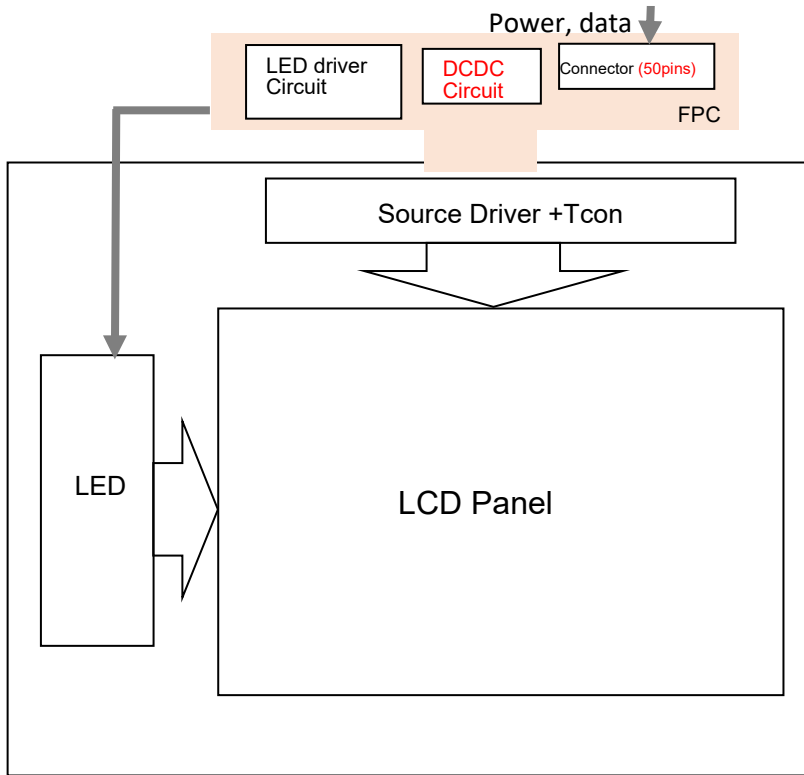 Power, data
LED driver
Circuit
DCDC
Circuit
Connector (50pins)
FPC
Source Driver +Tcon
LED
LCD Panel